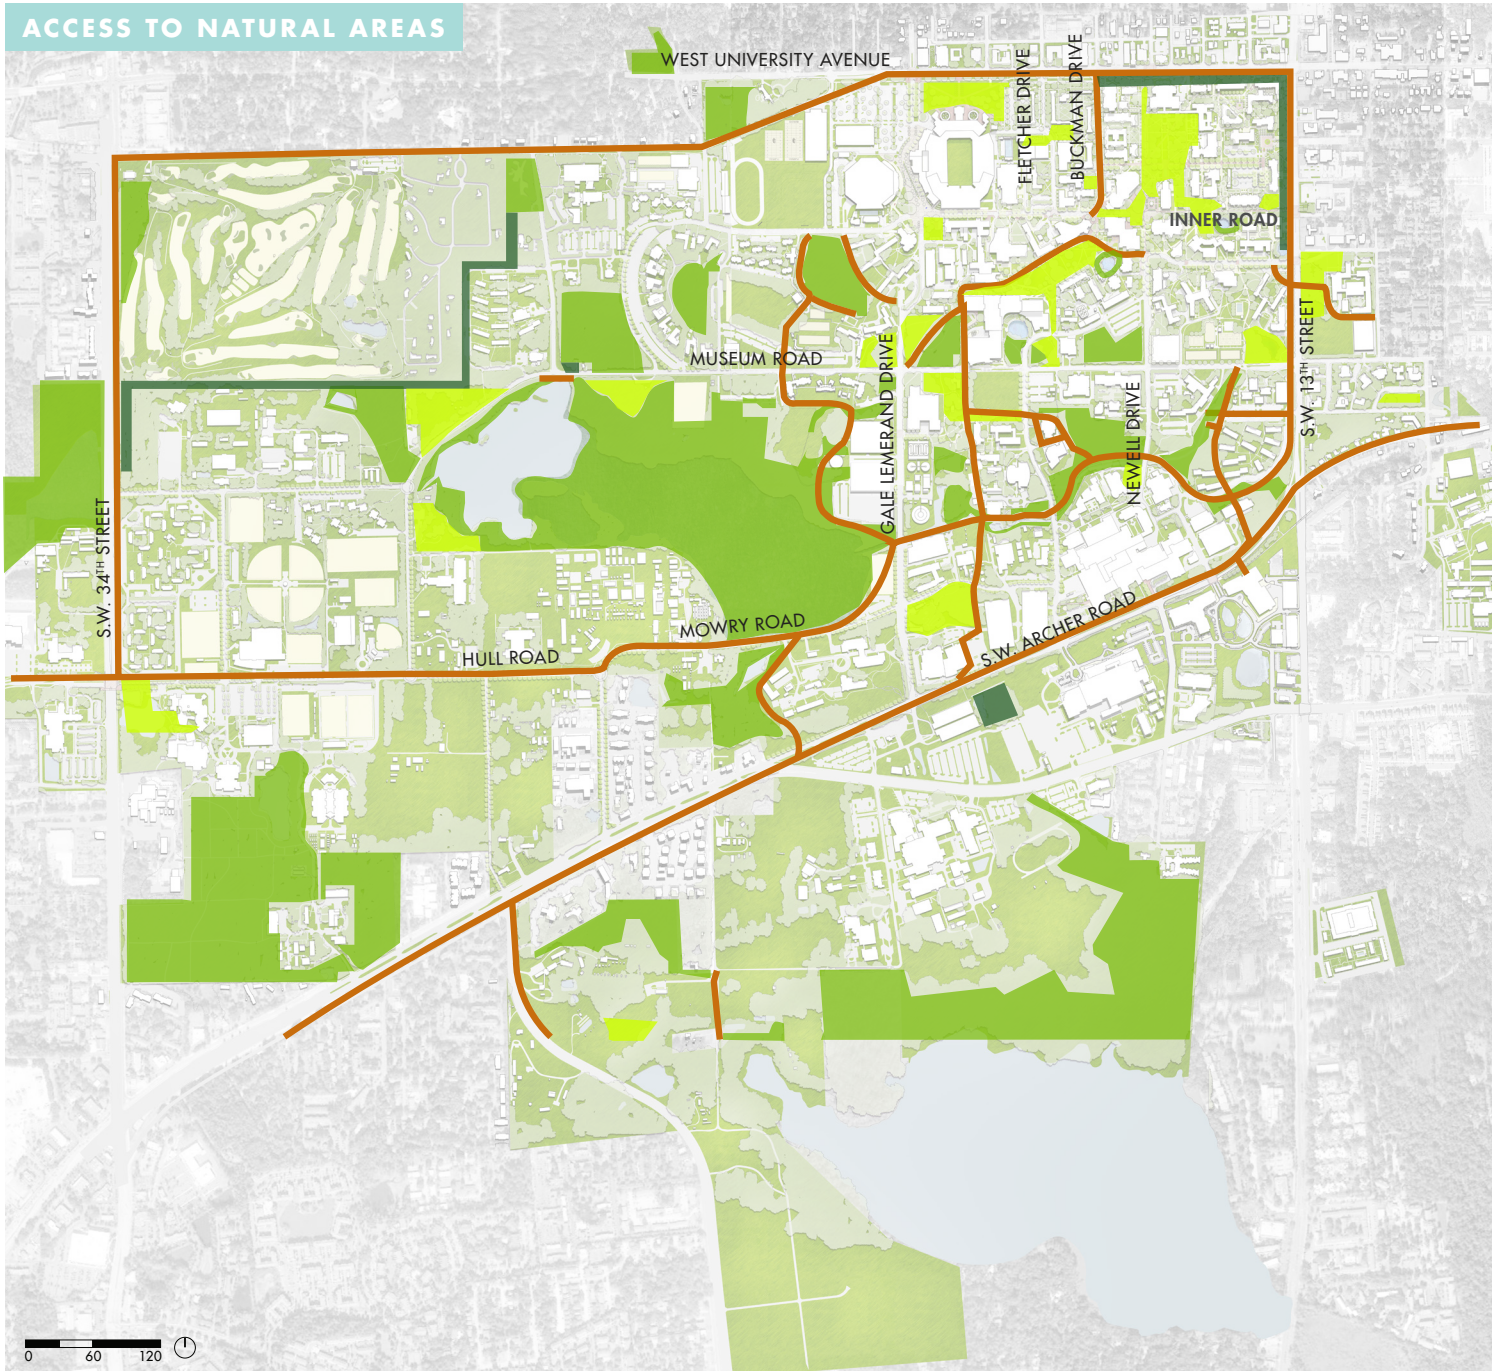 ACCESS TO NATURAL AREAS
WEST UNIVERSITY AVENUE
FLETCHER DRIVE
BUCKMAN DRIVE
INNER ROAD
S.W. 13TH STREET
MUSEUM ROAD
GALE LEMERAND DRIVE
NEWELL DRIVE
S.W. 34TH STREET
MOWRY ROAD
HULL ROAD
S.W. ARCHER ROAD
0 60 120